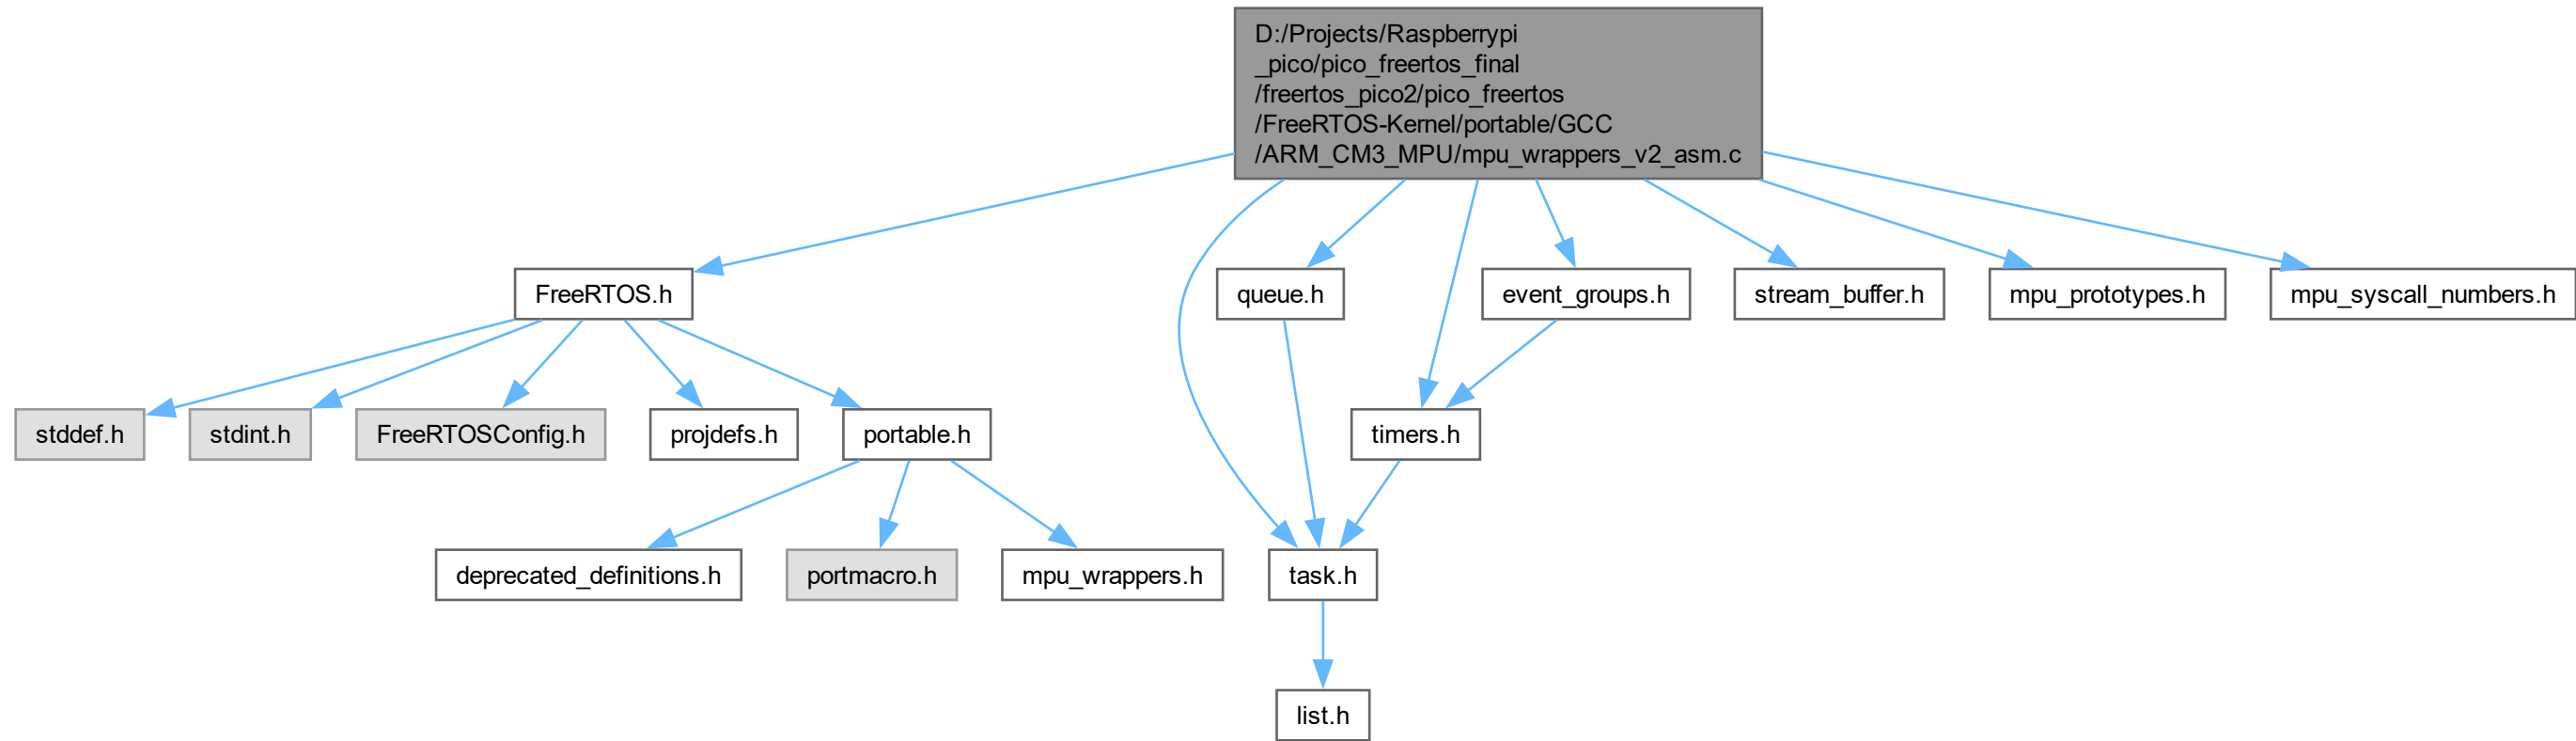 D:/Projects/Raspberrypi
_pico/pico_freertos_final
/freertos_pico2/pico_freertos
/FreeRTOS-Kernel/portable/GCC
/ARM_CM3_MPU/mpu_wrappers_v2_asm.c
FreeRTOS.h
queue.h
event_groups.h
stream_buffer.h
mpu_prototypes.h
mpu_syscall_numbers.h
stddef.h
stdint.h
FreeRTOSConfig.h
projdefs.h
portable.h
timers.h
deprecated_definitions.h
portmacro.h
mpu_wrappers.h
task.h
list.h